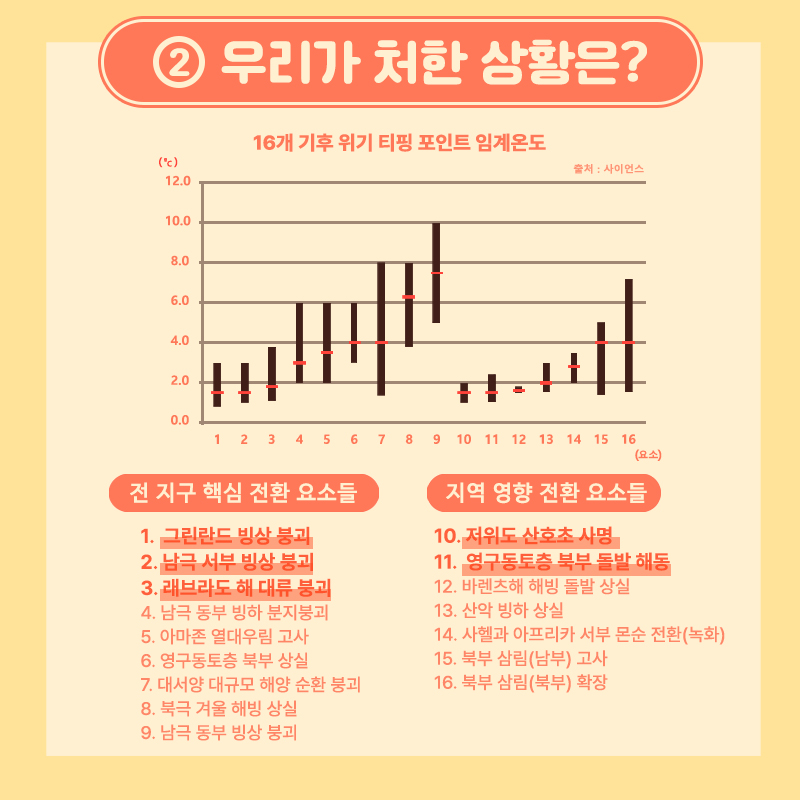 ② 우리가 처한 상황은?
16개 기후 위기 티핑 포인트 임계온도
(℃)
출처 : 사이언스
12.0
10.0
8.0
6.0
4.0
2.0
0.0
1 2 3 4 5 6 7 8 9 10 11 12 13 14 15 16
(요소)
전 지구 핵심 전환 요소들
1. 그린란드 빙상 붕괴
2. 남극 서부 빙상 붕괴
3. 래브라도 해 대류 붕괴
4. 남극 동부 빙하 분지붕괴
5. 아마존 열대우림 고사
6. 영구동토층 북부 상실
7. 대서양 대규모 해양 순환 붕괴
8. 북극 겨울 해빙 상실
9. 남극 동부 빙상 붕괴
지역 영향 전환 요소들
10. 저위도 산호초 사멍
11. 영구동토층 북부 돌발 해동
12. 바렌츠해 해빙 돌발 상실
13. 산악 빙하 상실
14. 사헬과 아프리카 서부 몬순 전환(녹화)
15. 북부 삼림(남부) 고사
16. 북부 삼림(북부) 확장